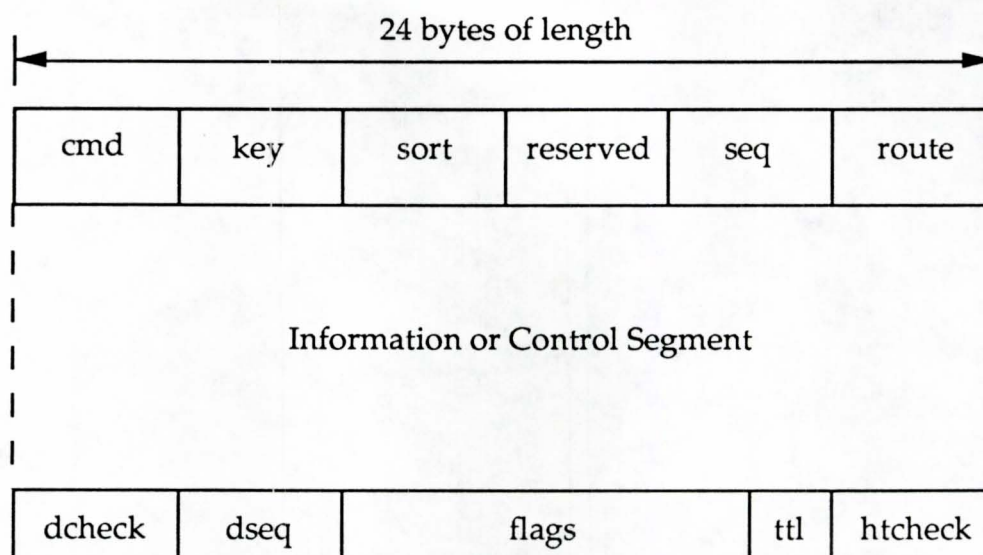 24 bytes of length
cmd key sort reserved seq route
Information or Control Segment
dcheck dseq flags ttl htcheck